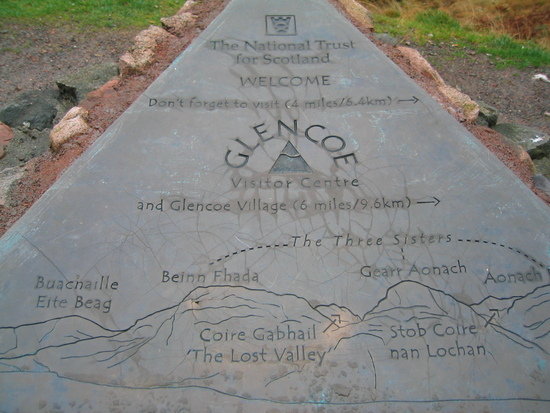 The National Trust
for Scotland
WELCOME
Don't forget to visit (4 miles/6.4km) →
GLENCOE
Visitor Centre
and Glencoe Village (6 miles/9.6km) →
The Three Sisters
Buachaille
Eite Beag
Beinn Fhada
Gearr Aonach
Aonach
Coire Gabhail
'The Lost Valley'
Stob Coire
nan Lochan